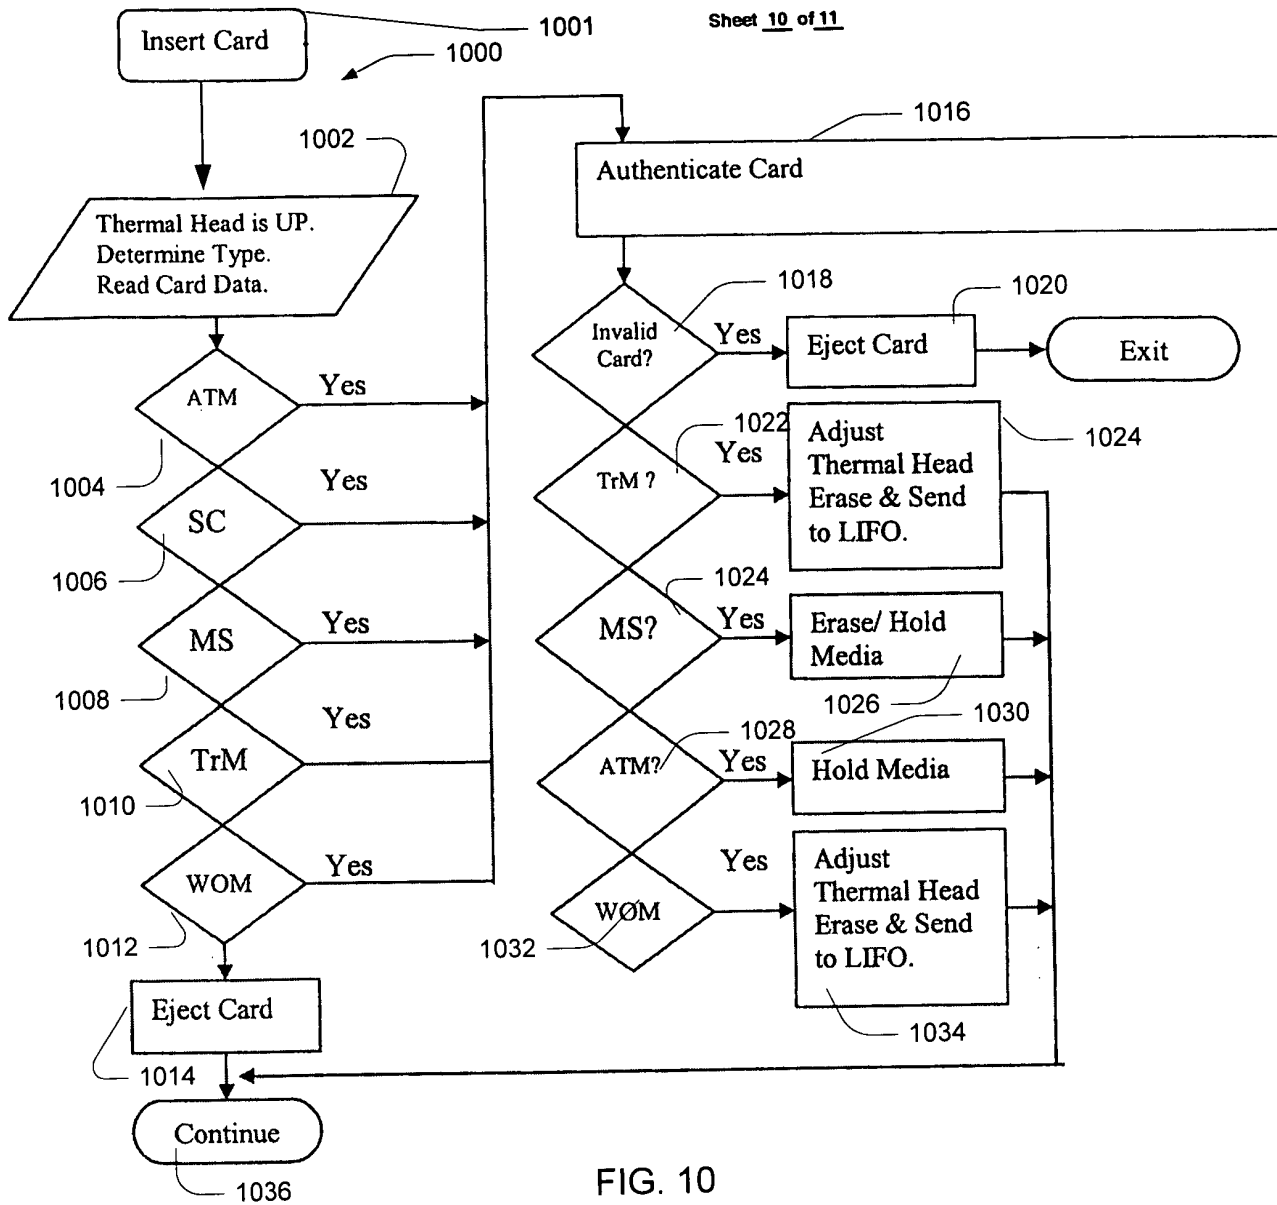 Sheet 10 of 11
Insert Card
1001
1000
1002
Thermal Head is UP.
Determine Type.
Read Card Data.
ATM
Yes
1004
SC
Yes
1006
MS
Yes
1008
TrM
Yes
1010
WOM
Yes
1012
Eject Card
1014
Continue
1036
1016
Authenticate Card
1018
Invalid
Card?
Yes
1020
Eject Card
Exit
1022
TrM ?
Yes
Adjust
Thermal Head
Erase & Send
to LIFO.
1024
1024
MS?
Yes
Erase/ Hold
Media
1026
1028
ATM?
Yes
1030
Hold Media
WOM
1032
Yes
Adjust
Thermal Head
Erase & Send
to LIFO.
1034
FIG. 10